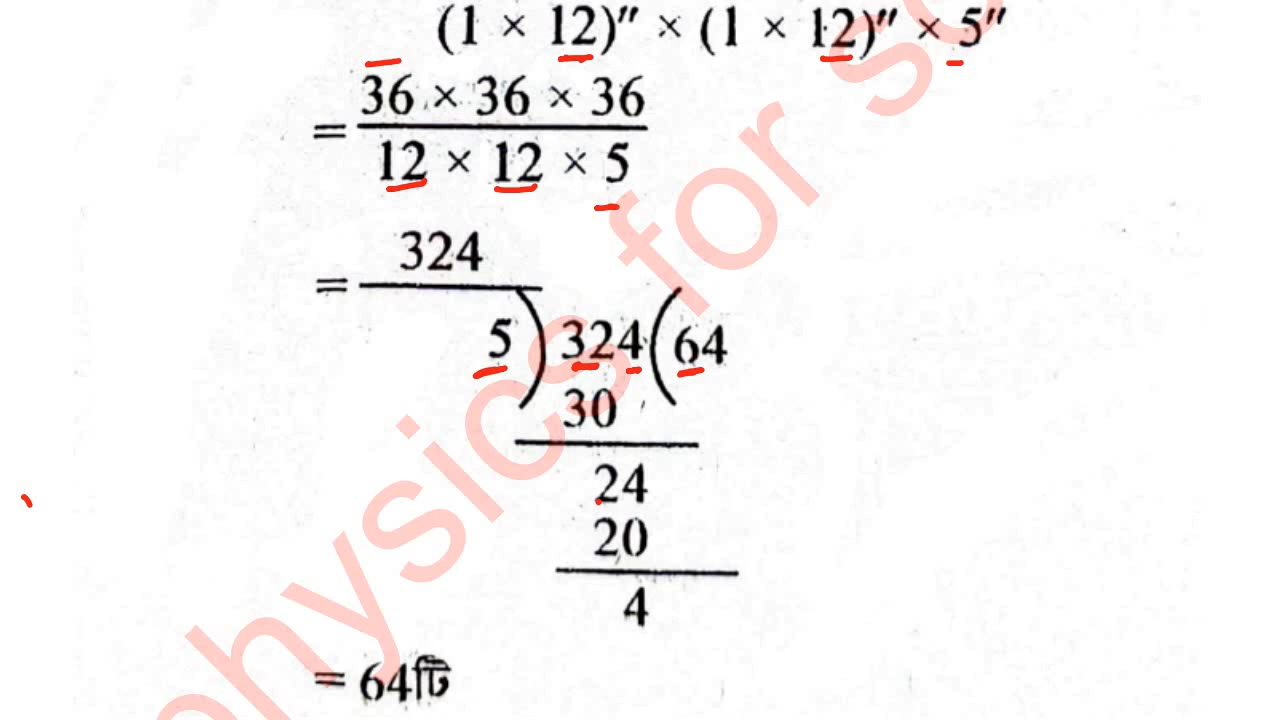 (1 × 12)″ × (1 × 12)″ × 5″
36 × 36 × 36
= 12 × 12 × 5
324
=
5) 324 (64
30
24
20
4
= 64টি
physics for sc